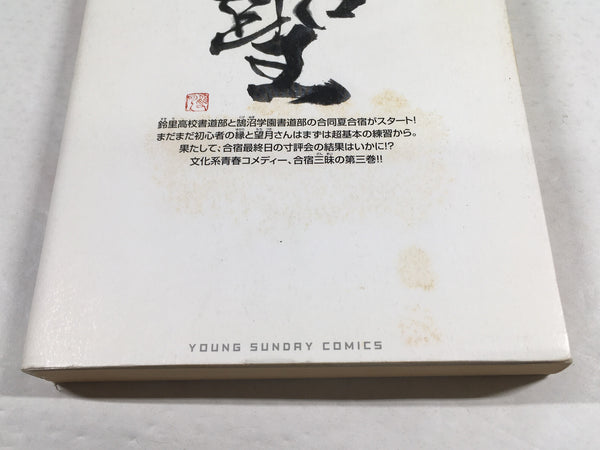 鈴里高校書道部と鵠沼学園書道部の合同夏合宿がスタート!
まだまだ初心者の縁と望月さんはまずは超基本の練習から。
果たして、合宿最終日の寸評会の結果はいかに!?
文化系青春コメディー、合宿三昧の第三巻!!
YOUNG SUNDAY COMICS